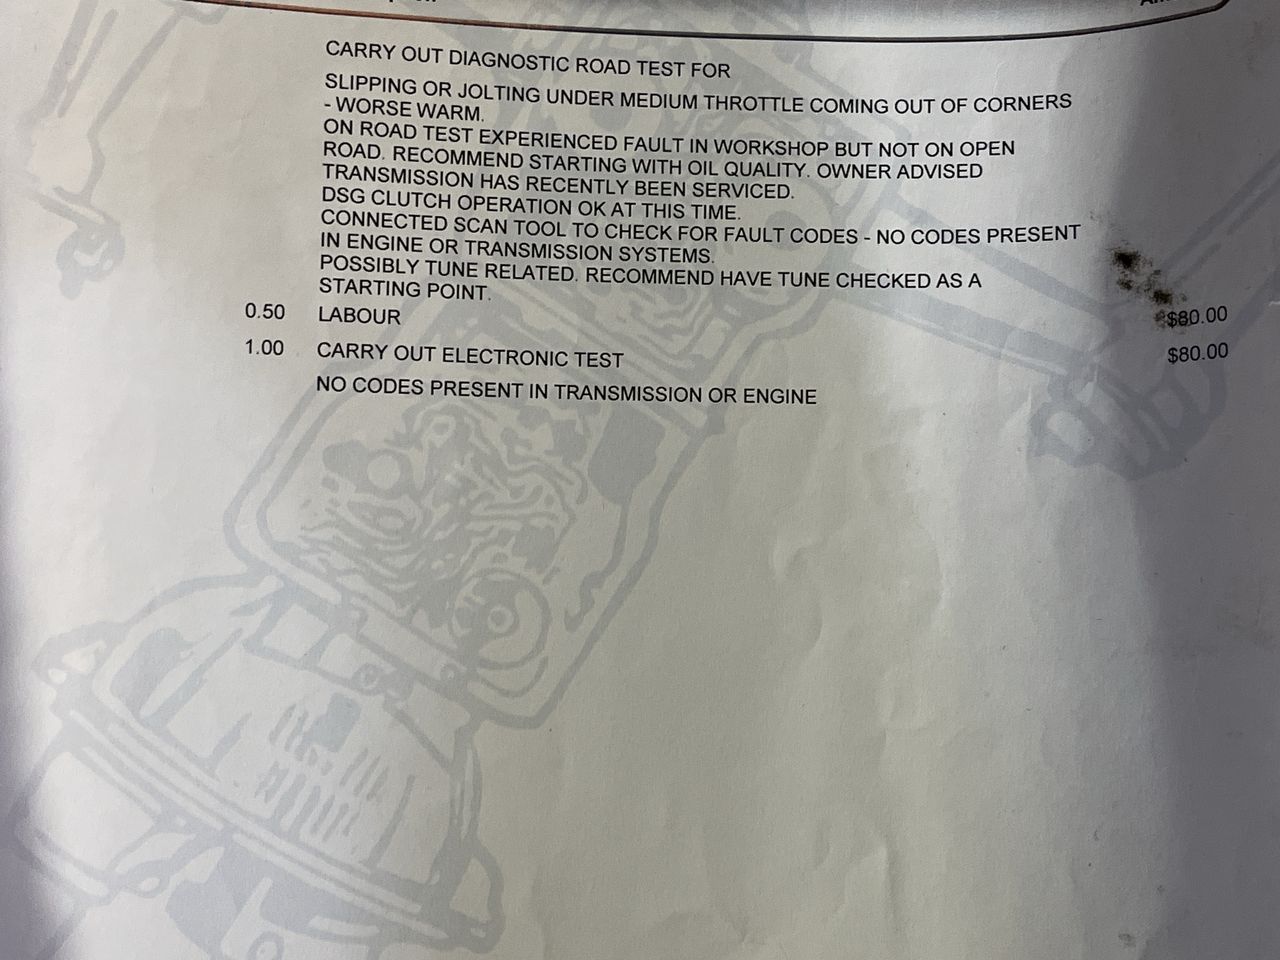 CARRY OUT DIAGNOSTIC ROAD TEST FOR
SLIPPING OR JOLTING UNDER MEDIUM THROTTLE COMING OUT OF CORNERS
- WORSE WARM.
ON ROAD TEST EXPERIENCED FAULT IN WORKSHOP BUT NOT ON OPEN
ROAD. RECOMMEND STARTING WITH OIL QUALITY. OWNER ADVISED
TRANSMISSION HAS RECENTLY BEEN SERVICED.
DSG CLUTCH OPERATION OK AT THIS TIME.
CONNECTED SCAN TOOL TO CHECK FOR FAULT CODES - NO CODES PRESENT
IN ENGINE OR TRANSMISSION SYSTEMS.
POSSIBLY TUNE RELATED. RECOMMEND HAVE TUNE CHECKED AS A
STARTING POINT.
0.50 LABOUR $80.00
1.00 CARRY OUT ELECTRONIC TEST $80.00
NO CODES PRESENT IN TRANSMISSION OR ENGINE